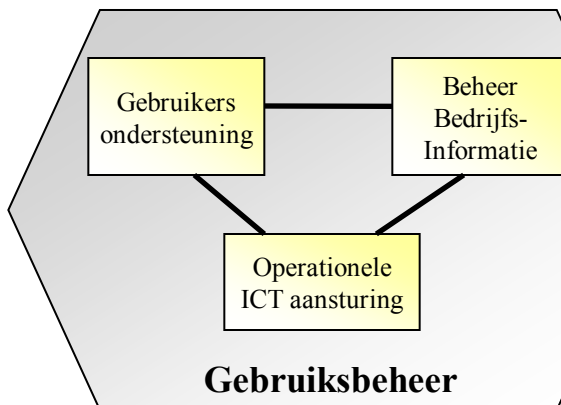 Gebruikers
ondersteuning
Beheer
Bedrijfs-
Informatie
Operationele
ICT aansturing
Gebruiksbeheer